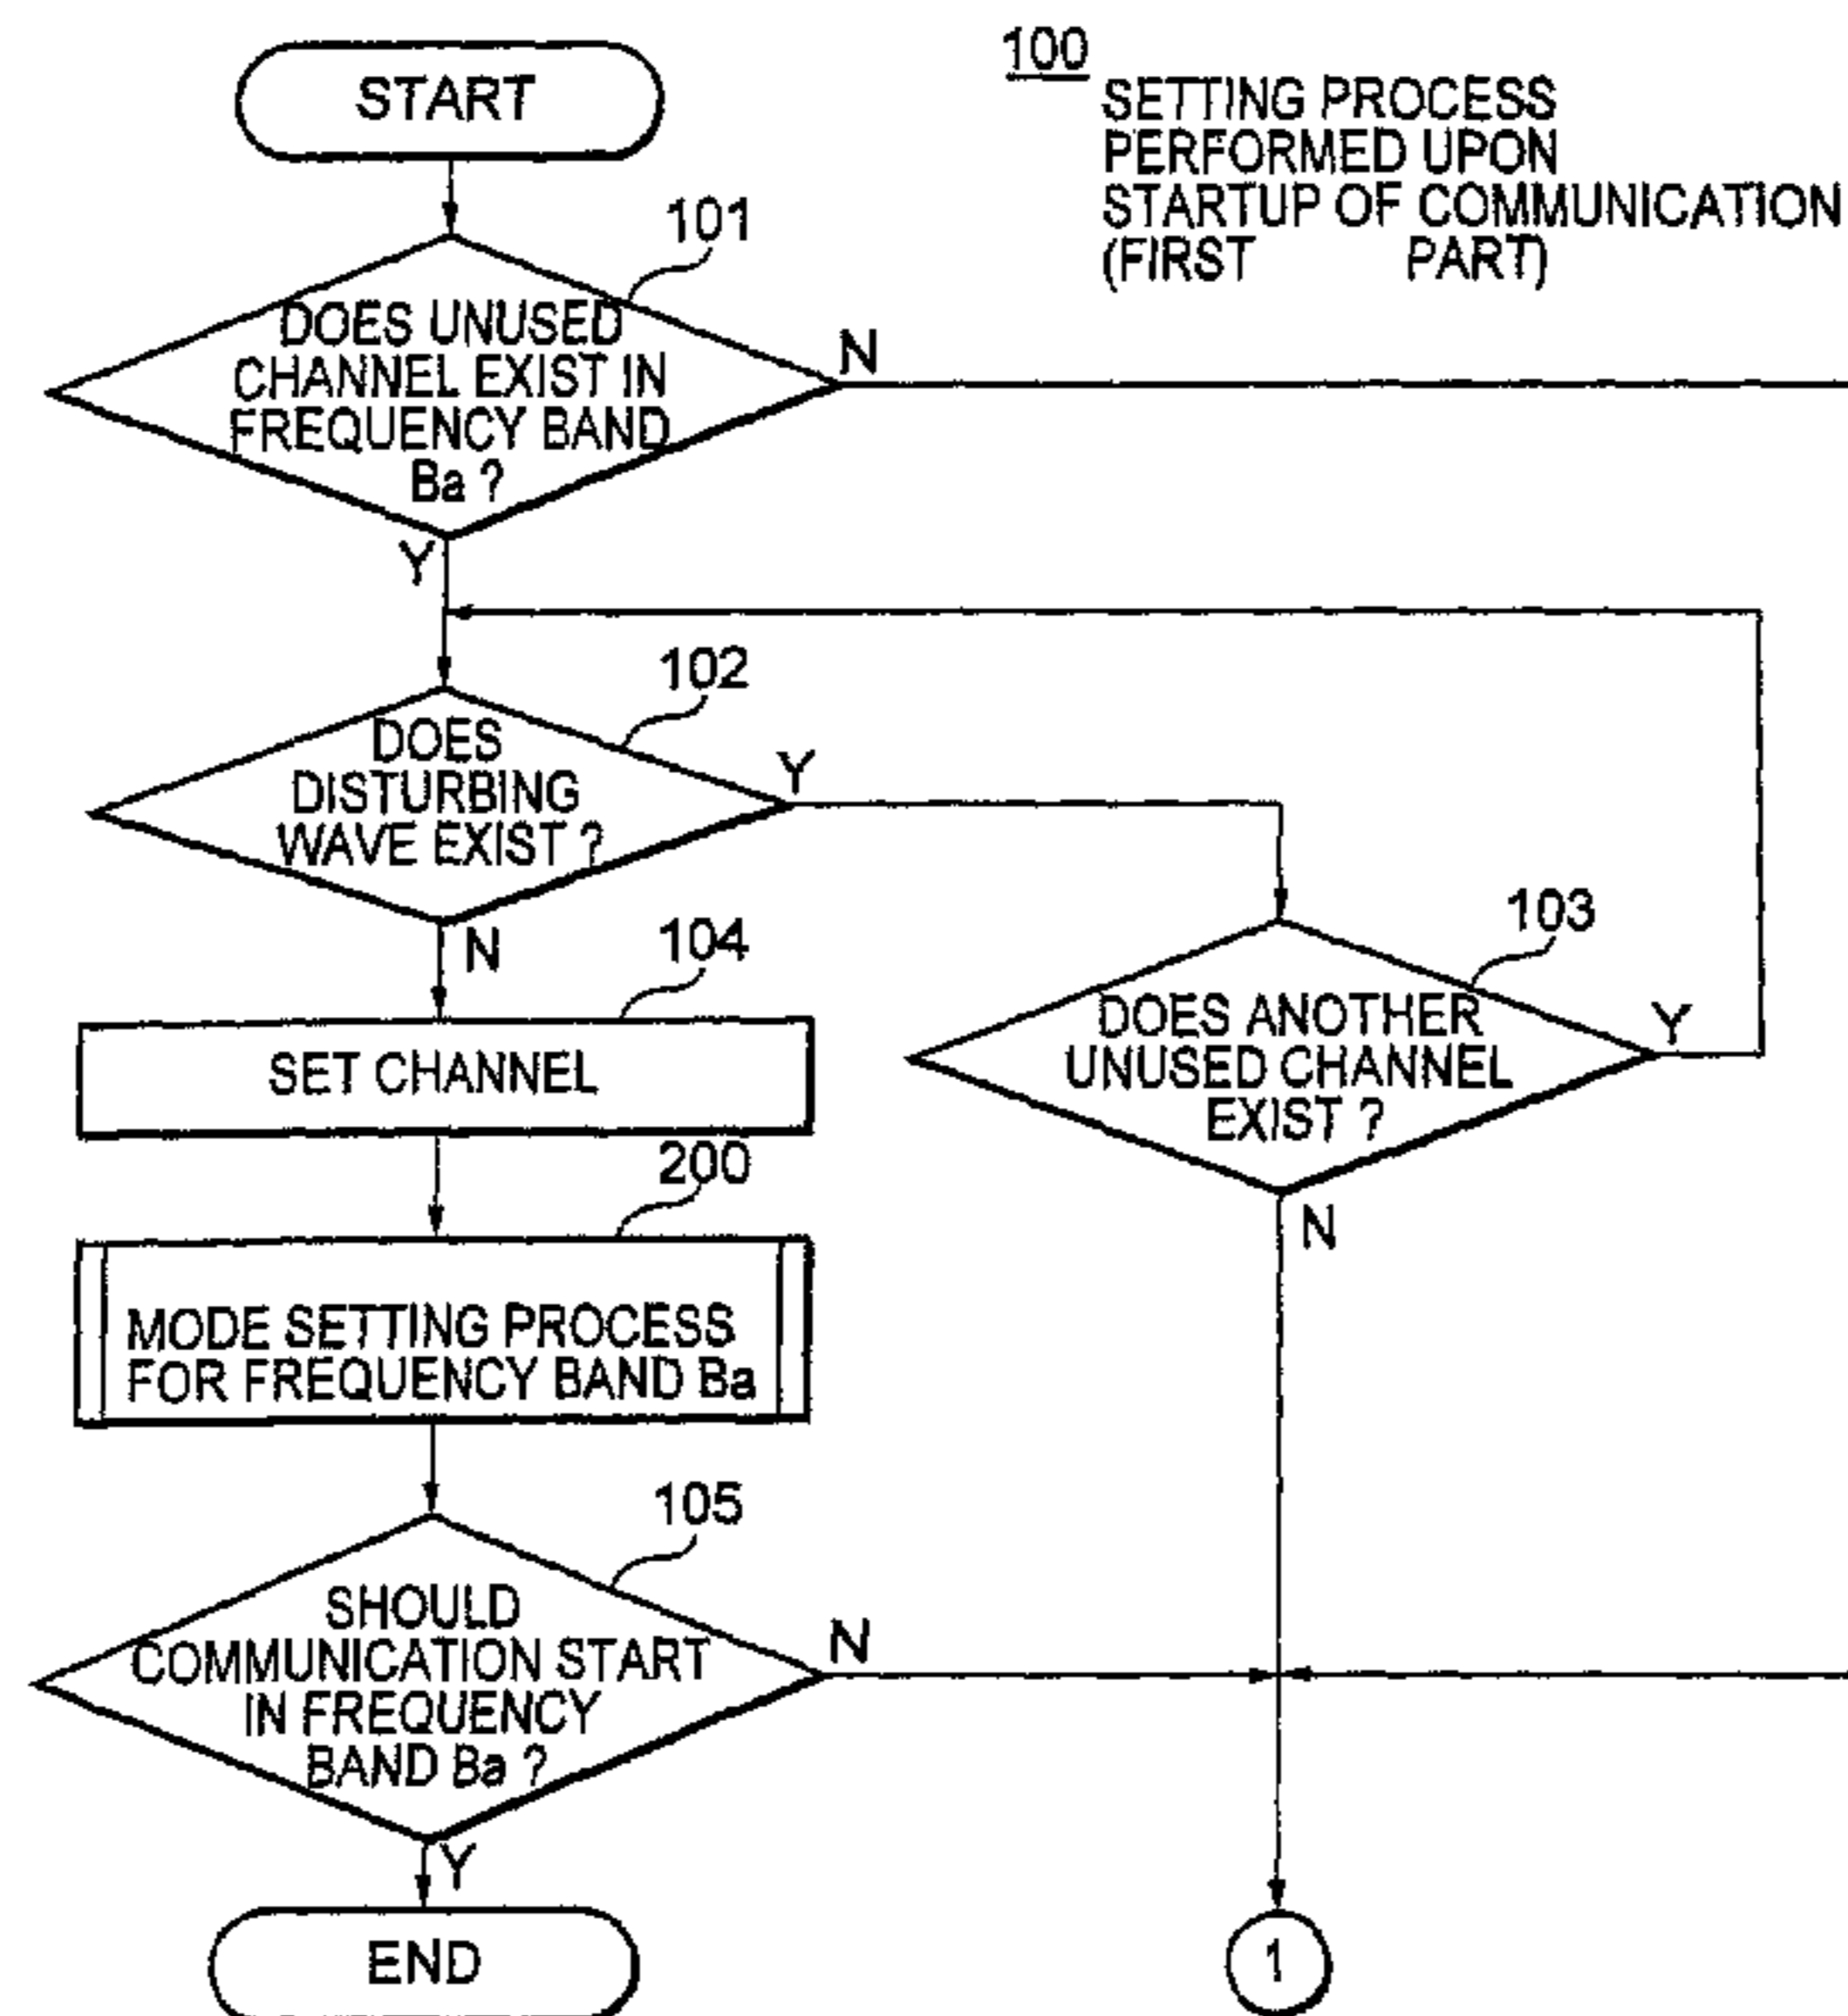 START
100
SETTING PROCESS
PERFORMED UPON
STARTUP OF COMMUNICATION
(FIRST PART)
101
DOES UNUSED
CHANNEL EXIST IN
FREQUENCY BAND
Ba ?
N
Y
102
DOES
DISTURBING
WAVE EXIST ?
Y
N
103
DOES ANOTHER
UNUSED CHANNEL
EXIST ?
Y
N
104
SET CHANNEL
200
MODE SETTING PROCESS
FOR FREQUENCY BAND Ba
105
SHOULD
COMMUNICATION START
IN FREQUENCY
BAND Ba ?
N
Y
END
1